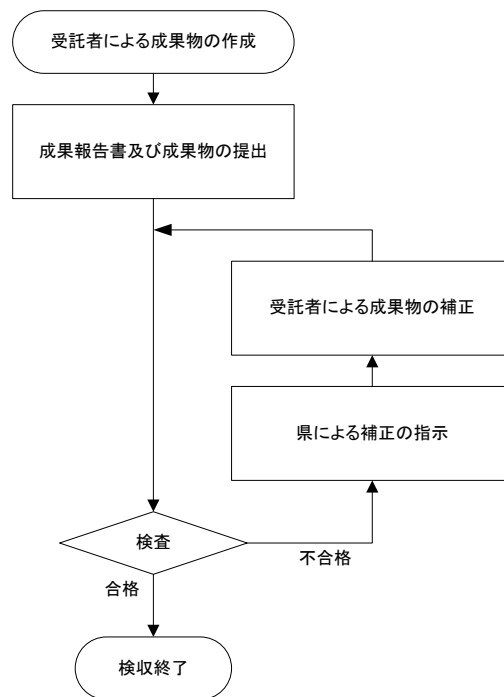 受託者による成果物の作成
成果報告書及び成果物の提出
受託者による成果物の補正
県による補正の指示
検査
不合格
合格
検収終了